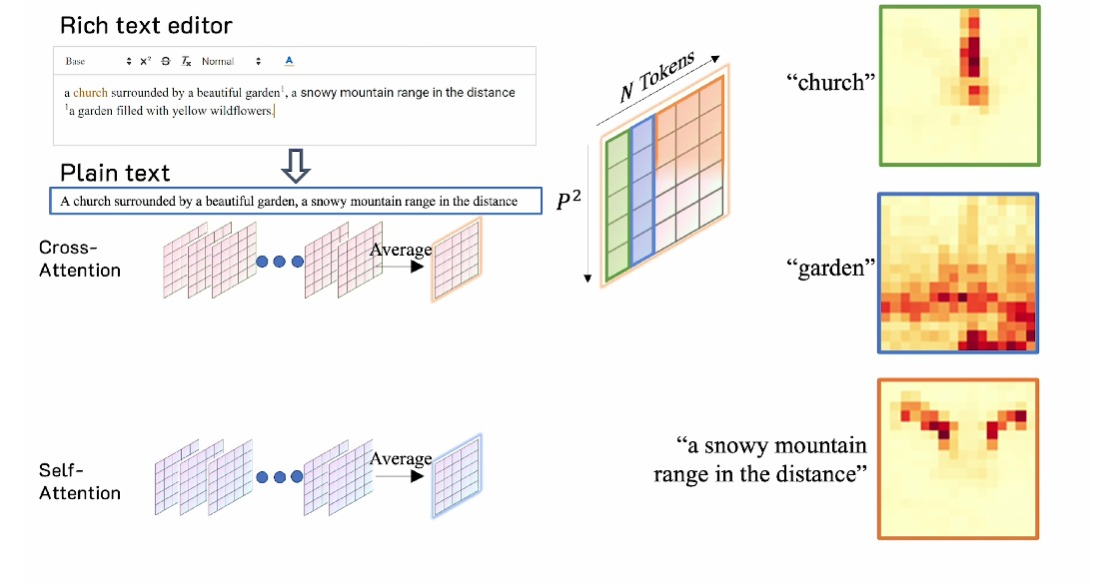 Rich text editor
Base X² S Tx Normal A
a church surrounded by a beautiful garden¹, a snowy mountain range in the distance
¹a garden filled with yellow wildflowers.
Plain text
A church surrounded by a beautiful garden, a snowy mountain range in the distance
Cross-
Attention
Average
N Tokens
P²
“church”
“garden”
“a snowy mountain
range in the distance”
Self-
Attention
Average